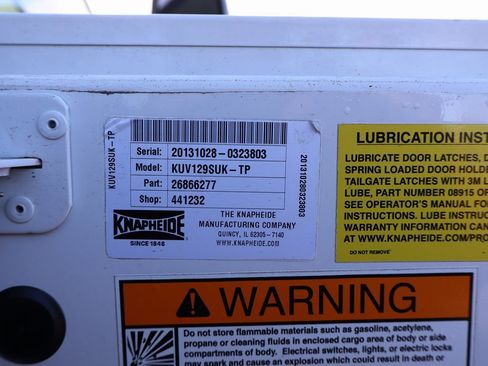 KUV129SUK-TP
Serial: 20131028-0323803
Model: KUV129SUK-TP
Part: 26866277
Shop: 441232
201310280323803
KNAPHEIDE
SINCE 1848
THE KNAPHEIDE
MANUFACTURING COMPANY
QUINCY, IL 62305-7140
WWW.KNAPHEIDE.COM
LUBRICATION INST
LUBRICATE DOOR LATCHES, D
SPRING LOADED DOOR HOLDE
TAILGATE LATCHES WITH 3M L
LUBE, PART NUMBER 08915 OR
SEE OPERATOR'S MANUAL FOR
INSTRUCTIONS. LUBE INSTRUC
WARRANTY INFORMATION CAN
AT WWW.KNAPHEIDE.COM/PRO
DO NOT REMOVE
WARNING
Do not store flammable materials such as gasoline, acetylene,
propane or cleaning fluids in enclosed cargo area of body or side
compartments of body. Electrical switches, lights, or electric locks
may spark and cause an explosion which could result in death or